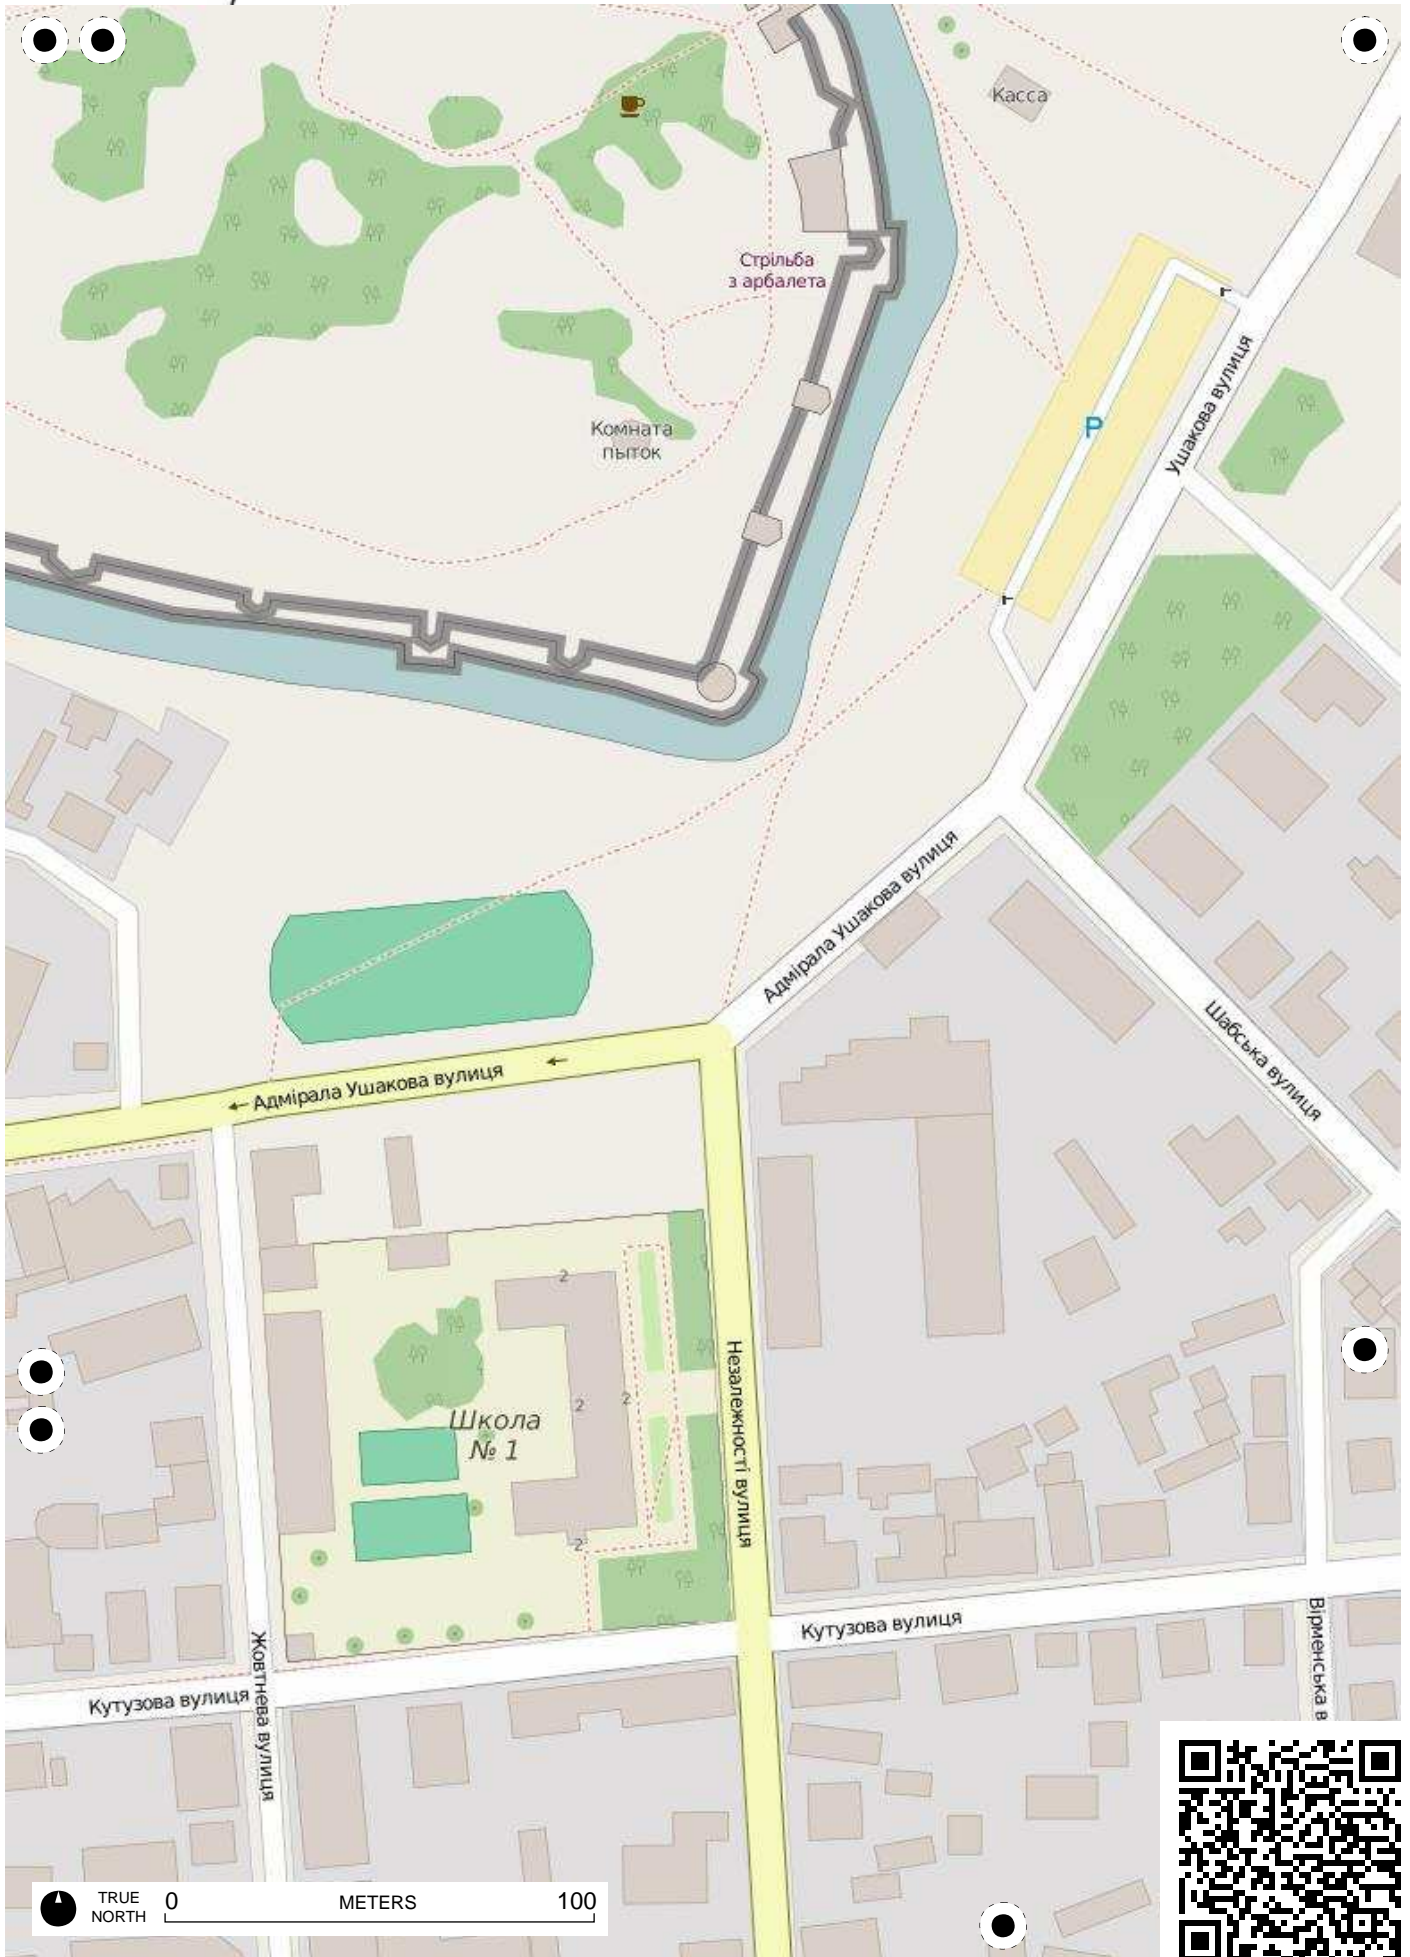 Касса
Стрільба
з арбалета
Ушакова вулиця
P
Комната
пыток
Адмірала Ушакова вулиця
Шабська вулиця
Адмірала Ушакова вулиця
2
2
2
Школа
№ 1
Незалежності вулиця
2
Кутузова вулиця
Вірменська в
Жовтнева вулиця
Кутузова вулиця
TRUE
NORTH
0 METERS 100